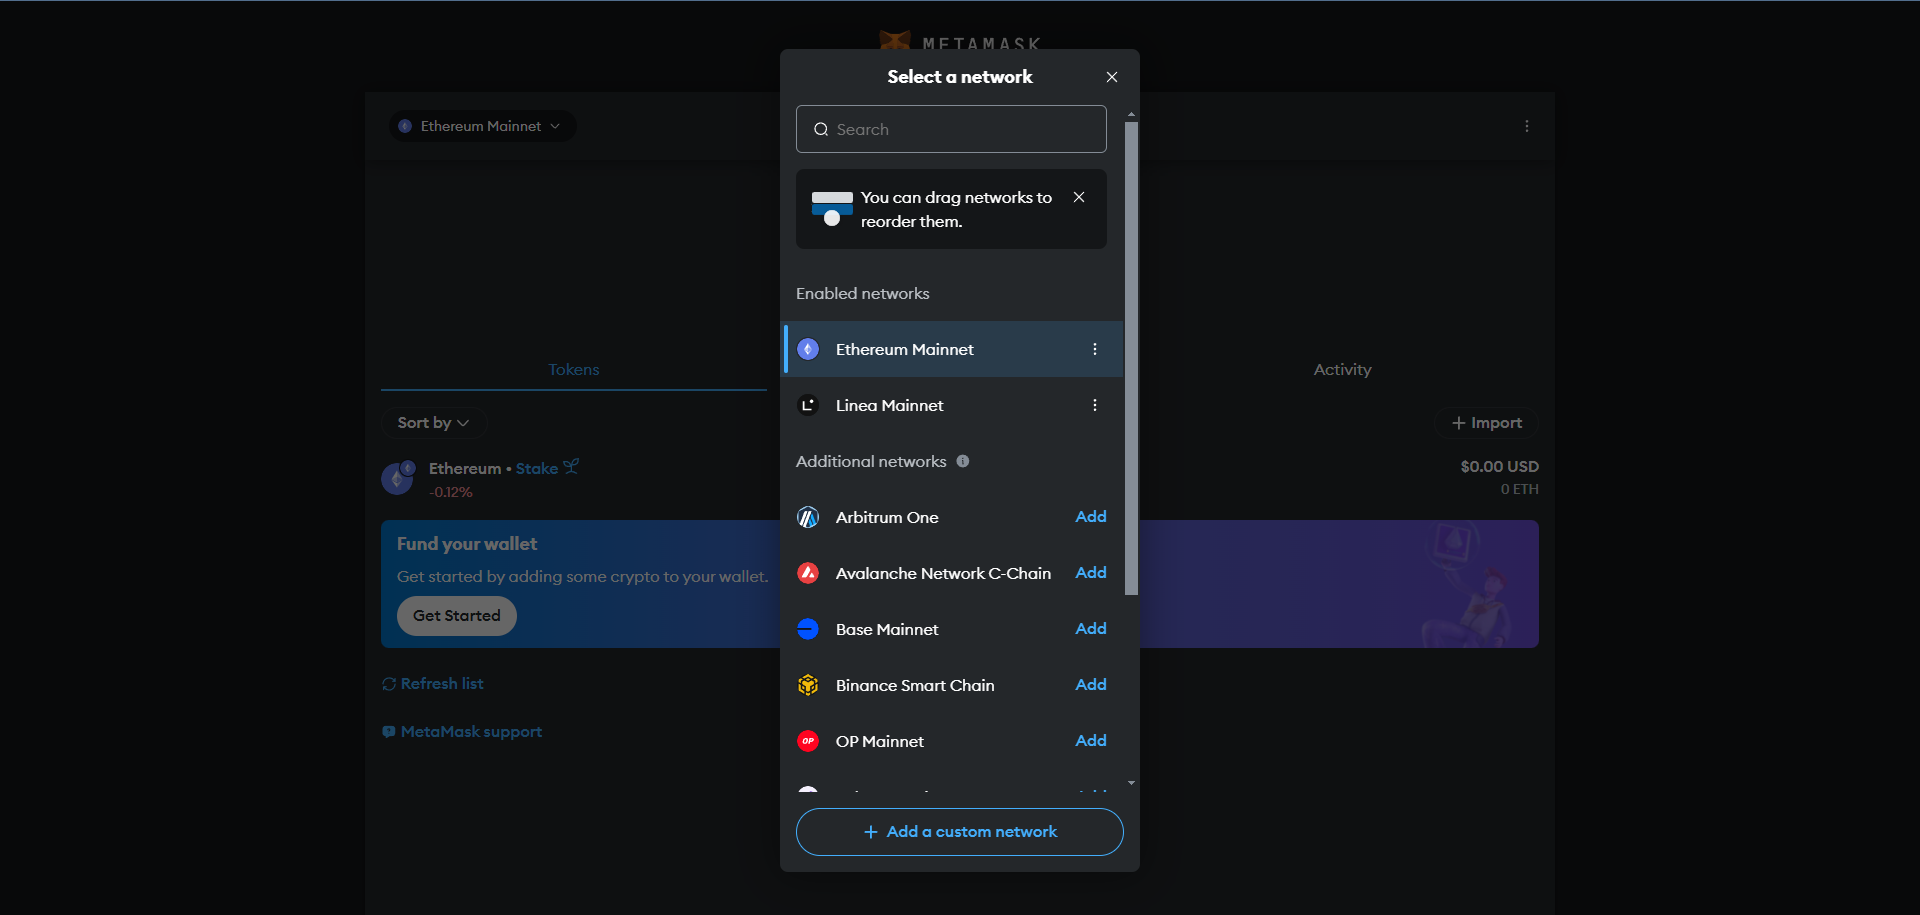 METAMASK
Select a network
Search
Ethereum Mainnet
You can drag networks to
reorder them.
Enabled networks
Ethereum Mainnet
Linea Mainnet
Additional networks
Arbitrum One Add
Avalanche Network C-Chain Add
Base Mainnet Add
Binance Smart Chain Add
OP OP Mainnet Add
Add a custom network
Tokens
Activity
Sort by
Import
Ethereum • Stake
-0.12%
$0.00 USD
0 ETH
Fund your wallet
Get started by adding some crypto to your wallet.
Get Started
Refresh list
MetaMask support